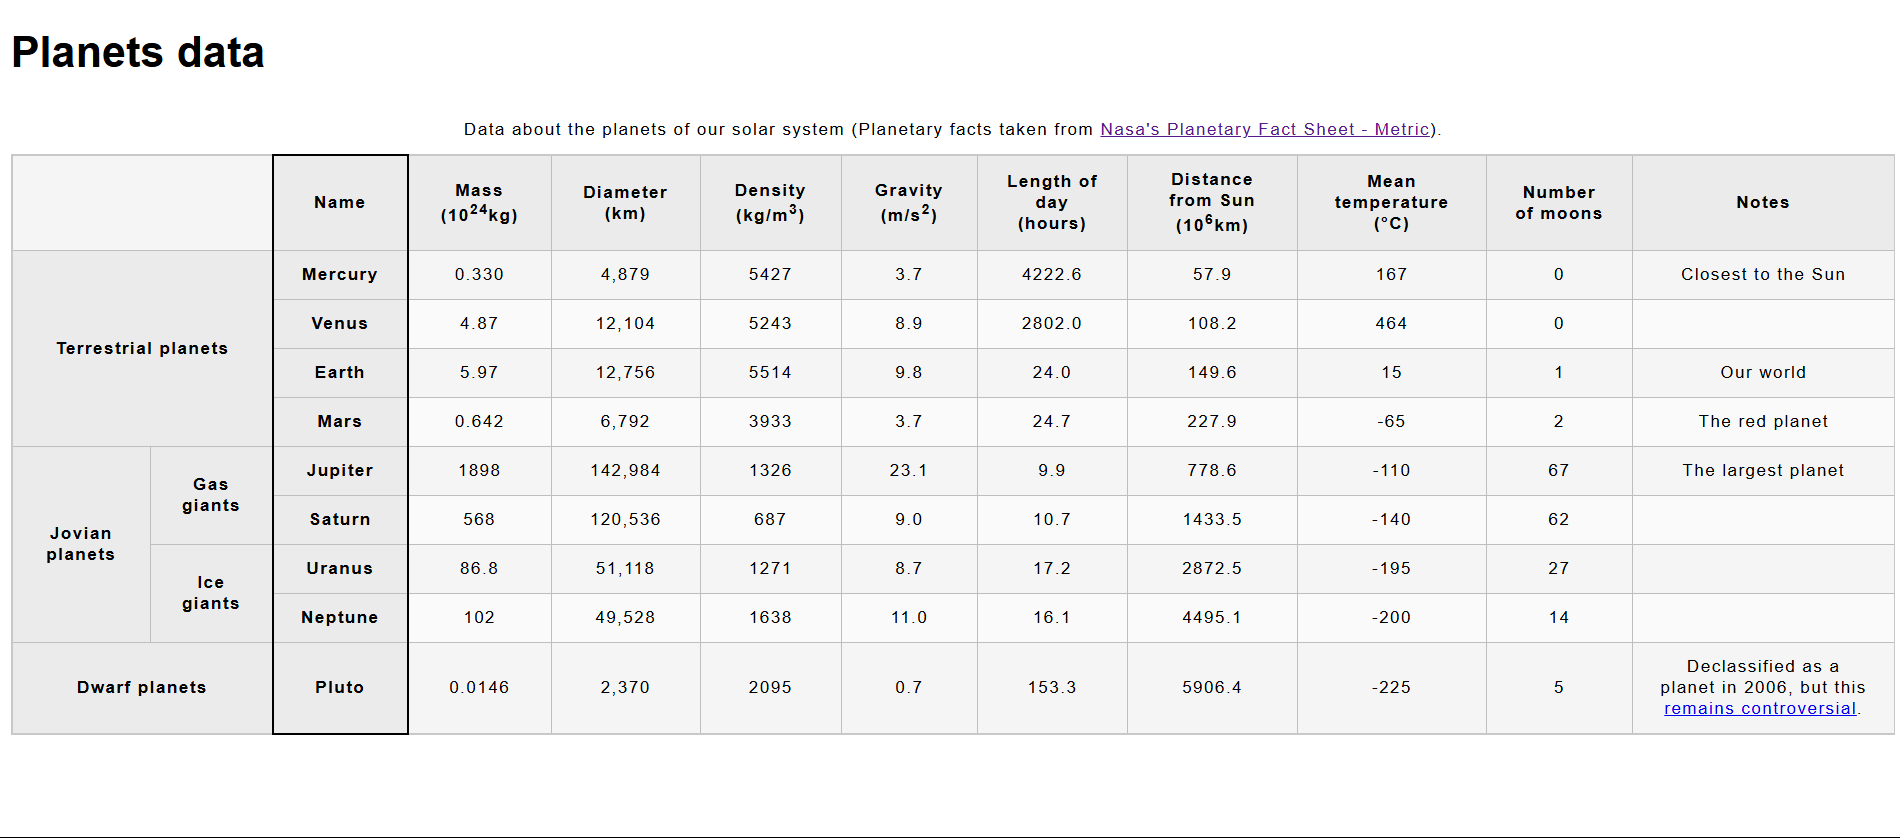 Planets data
Data about the planets of our solar system (Planetary facts taken from Nasa's Planetary Fact Sheet - Metric).
Name Mass (10²⁴kg) Diameter (km) Density (kg/m³) Gravity (m/s²) Length of day (hours) Distance from Sun (10⁶km) Mean temperature (°C) Number of moons Notes
Terrestrial planets
Mercury 0.330 4,879 5427 3.7 4222.6 57.9 167 0 Closest to the Sun
Venus 4.87 12,104 5243 8.9 2802.0 108.2 464 0
Earth 5.97 12,756 5514 9.8 24.0 149.6 15 1 Our world
Mars 0.642 6,792 3933 3.7 24.7 227.9 -65 2 The red planet
Jovian planets
Gas giants
Jupiter 1898 142,984 1326 23.1 9.9 778.6 -110 67 The largest planet
Saturn 568 120,536 687 9.0 10.7 1433.5 -140 62
Ice giants
Uranus 86.8 51,118 1271 8.7 17.2 2872.5 -195 27
Neptune 102 49,528 1638 11.0 16.1 4495.1 -200 14
Dwarf planets
Pluto 0.0146 2,370 2095 0.7 153.3 5906.4 -225 5 Declassified as a planet in 2006, but this remains controversial.